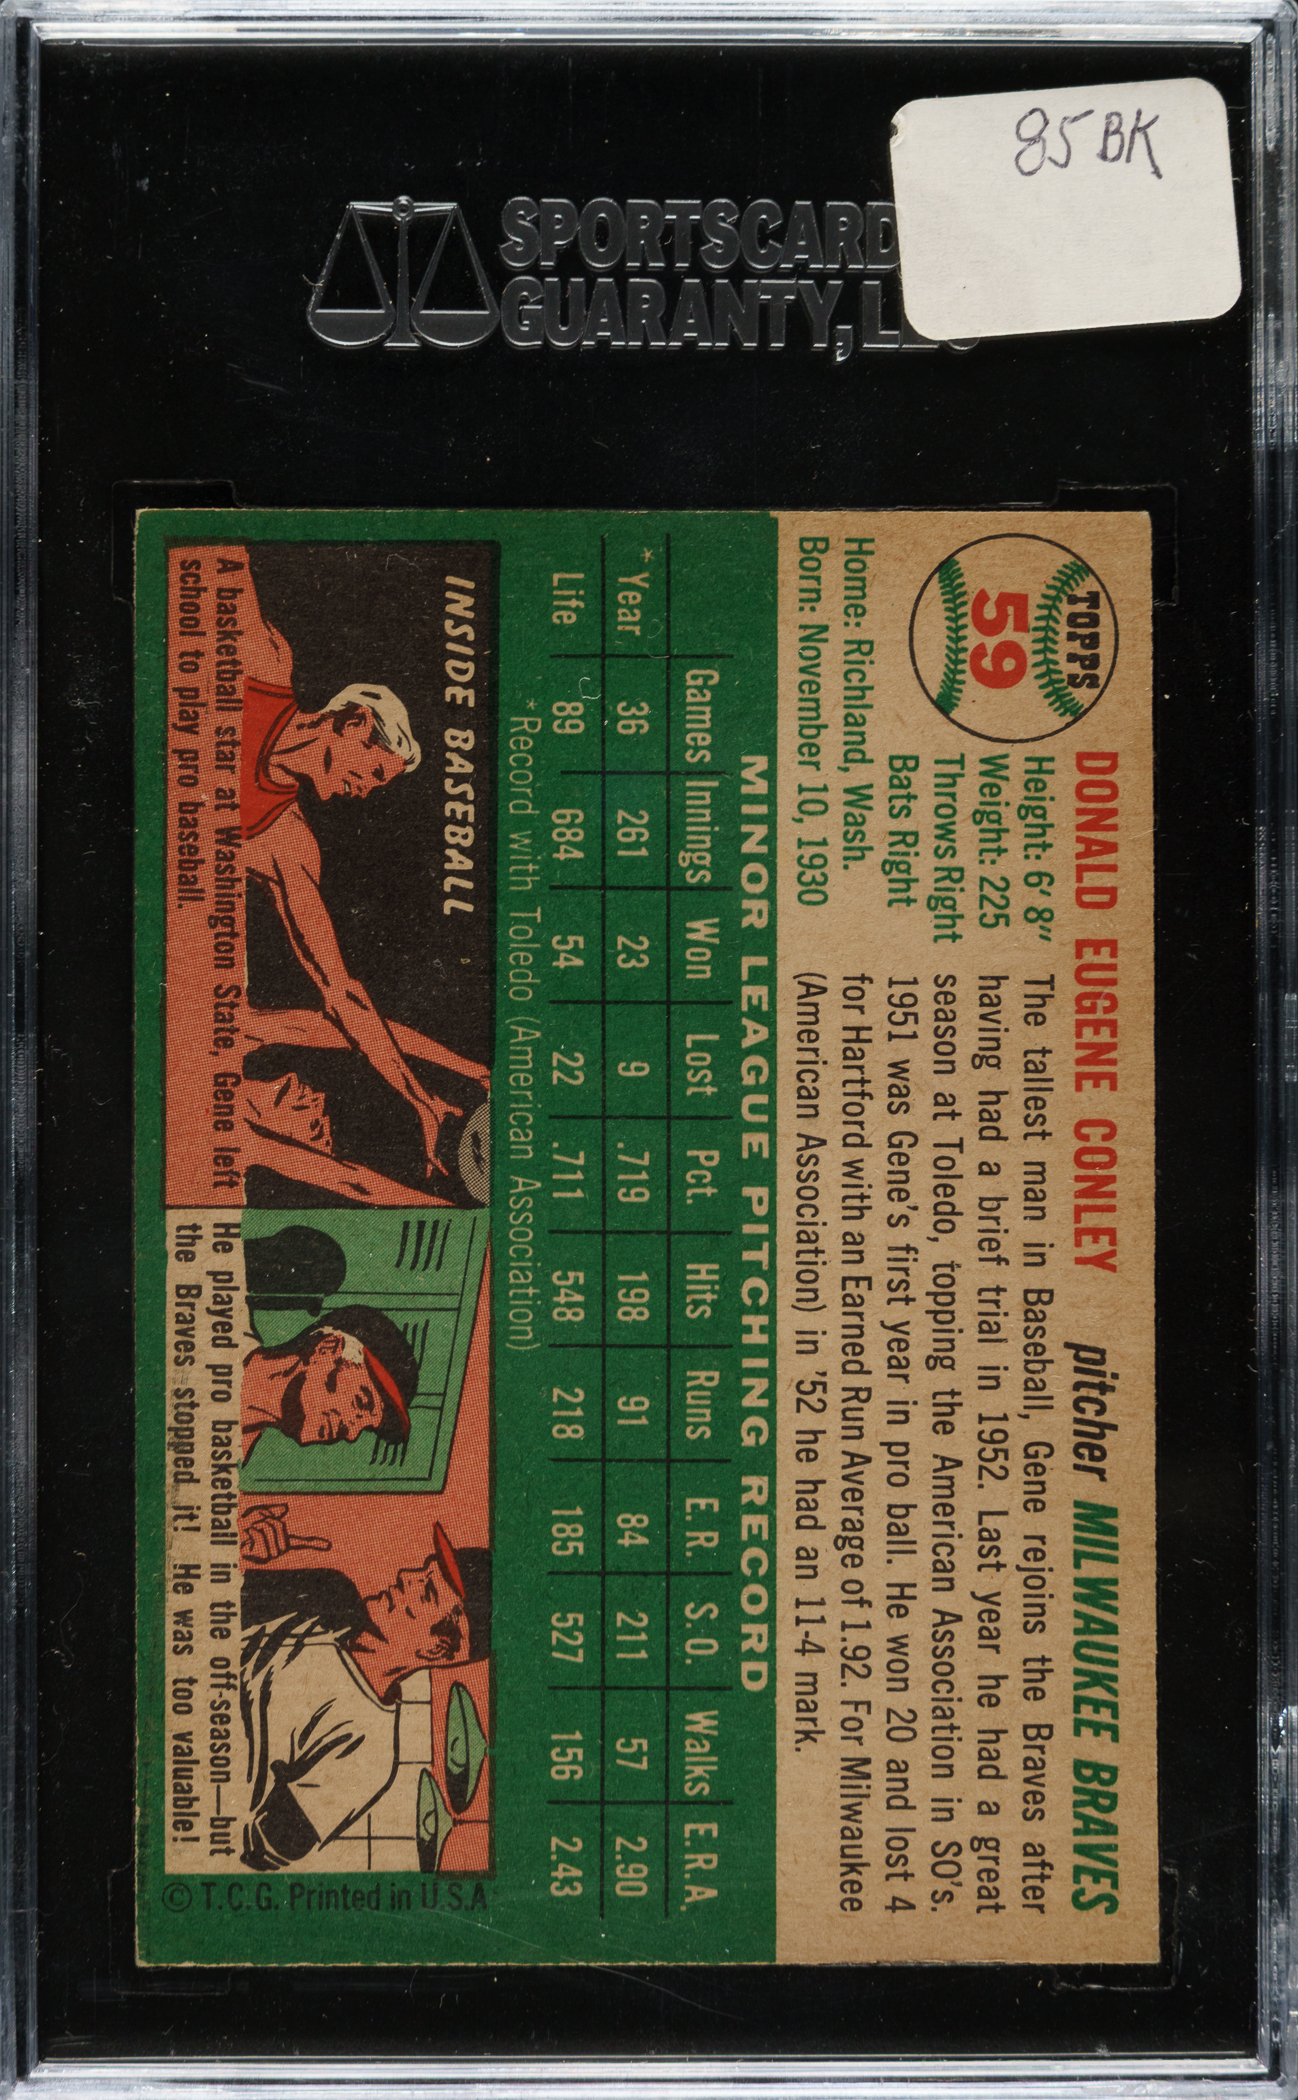 85 BK
SPORTSCARD
GUARANTY,
TOPPS
59
DONALD EUGENE CONLEY pitcher MILWAUKEE BRAVES
Height: 6' 8"
Weight: 225
Throws Right
Bats Right
Home: Richland, Wash.
Born: November 10, 1930
The tallest man in Baseball, Gene rejoins the Braves after
having had a brief trial in 1952. Last year he had a great
season at Toledo, topping the American Association in SO's.
1951 was Gene's first year in pro ball. He won 20 and lost 4
for Hartford with an Earned Run Average of 1.92. For Milwaukee
(American Association) in '52 he had an 11-4 mark.
MINOR LEAGUE PITCHING RECORD
Games Innings Won Lost Pct. Hits Runs E. R. S. O. Walks E. R. A.
*Year 36 261 23 9 .719 198 91 84 211 57 2.90
Life 89 684 54 22 .711 548 218 185 527 156 2.43
*Record with Toledo (American Association)
INSIDE BASEBALL
A basketball star at Washington State, Gene left
school to play pro baseball.
He played pro basketball in the off-season—but
the Braves stopped it! He was too valuable!
© T.C.G. Printed in U.S.A